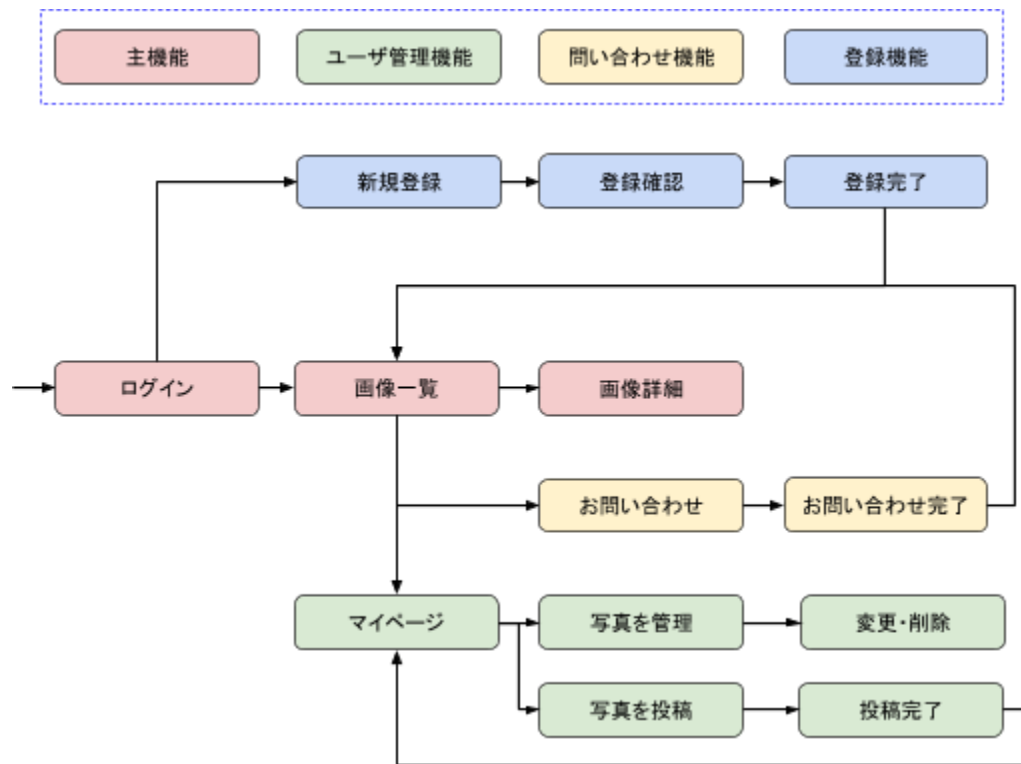 主機能
ユーザ管理機能
問い合わせ機能
登録機能
新規登録
登録確認
登録完了
ログイン
画像一覧
画像詳細
お問い合わせ
お問い合わせ完了
マイページ
写真を管理
変更・削除
写真を投稿
投稿完了